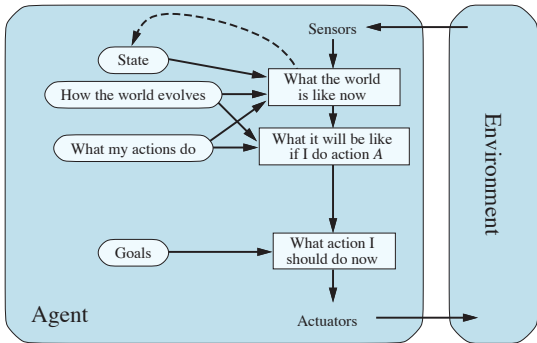 Sensors
State
What the world
is like now
How the world evolves
What it will be like
if I do action A
What my actions do
Environment
What action I
should do now
Goals
Agent
Actuators